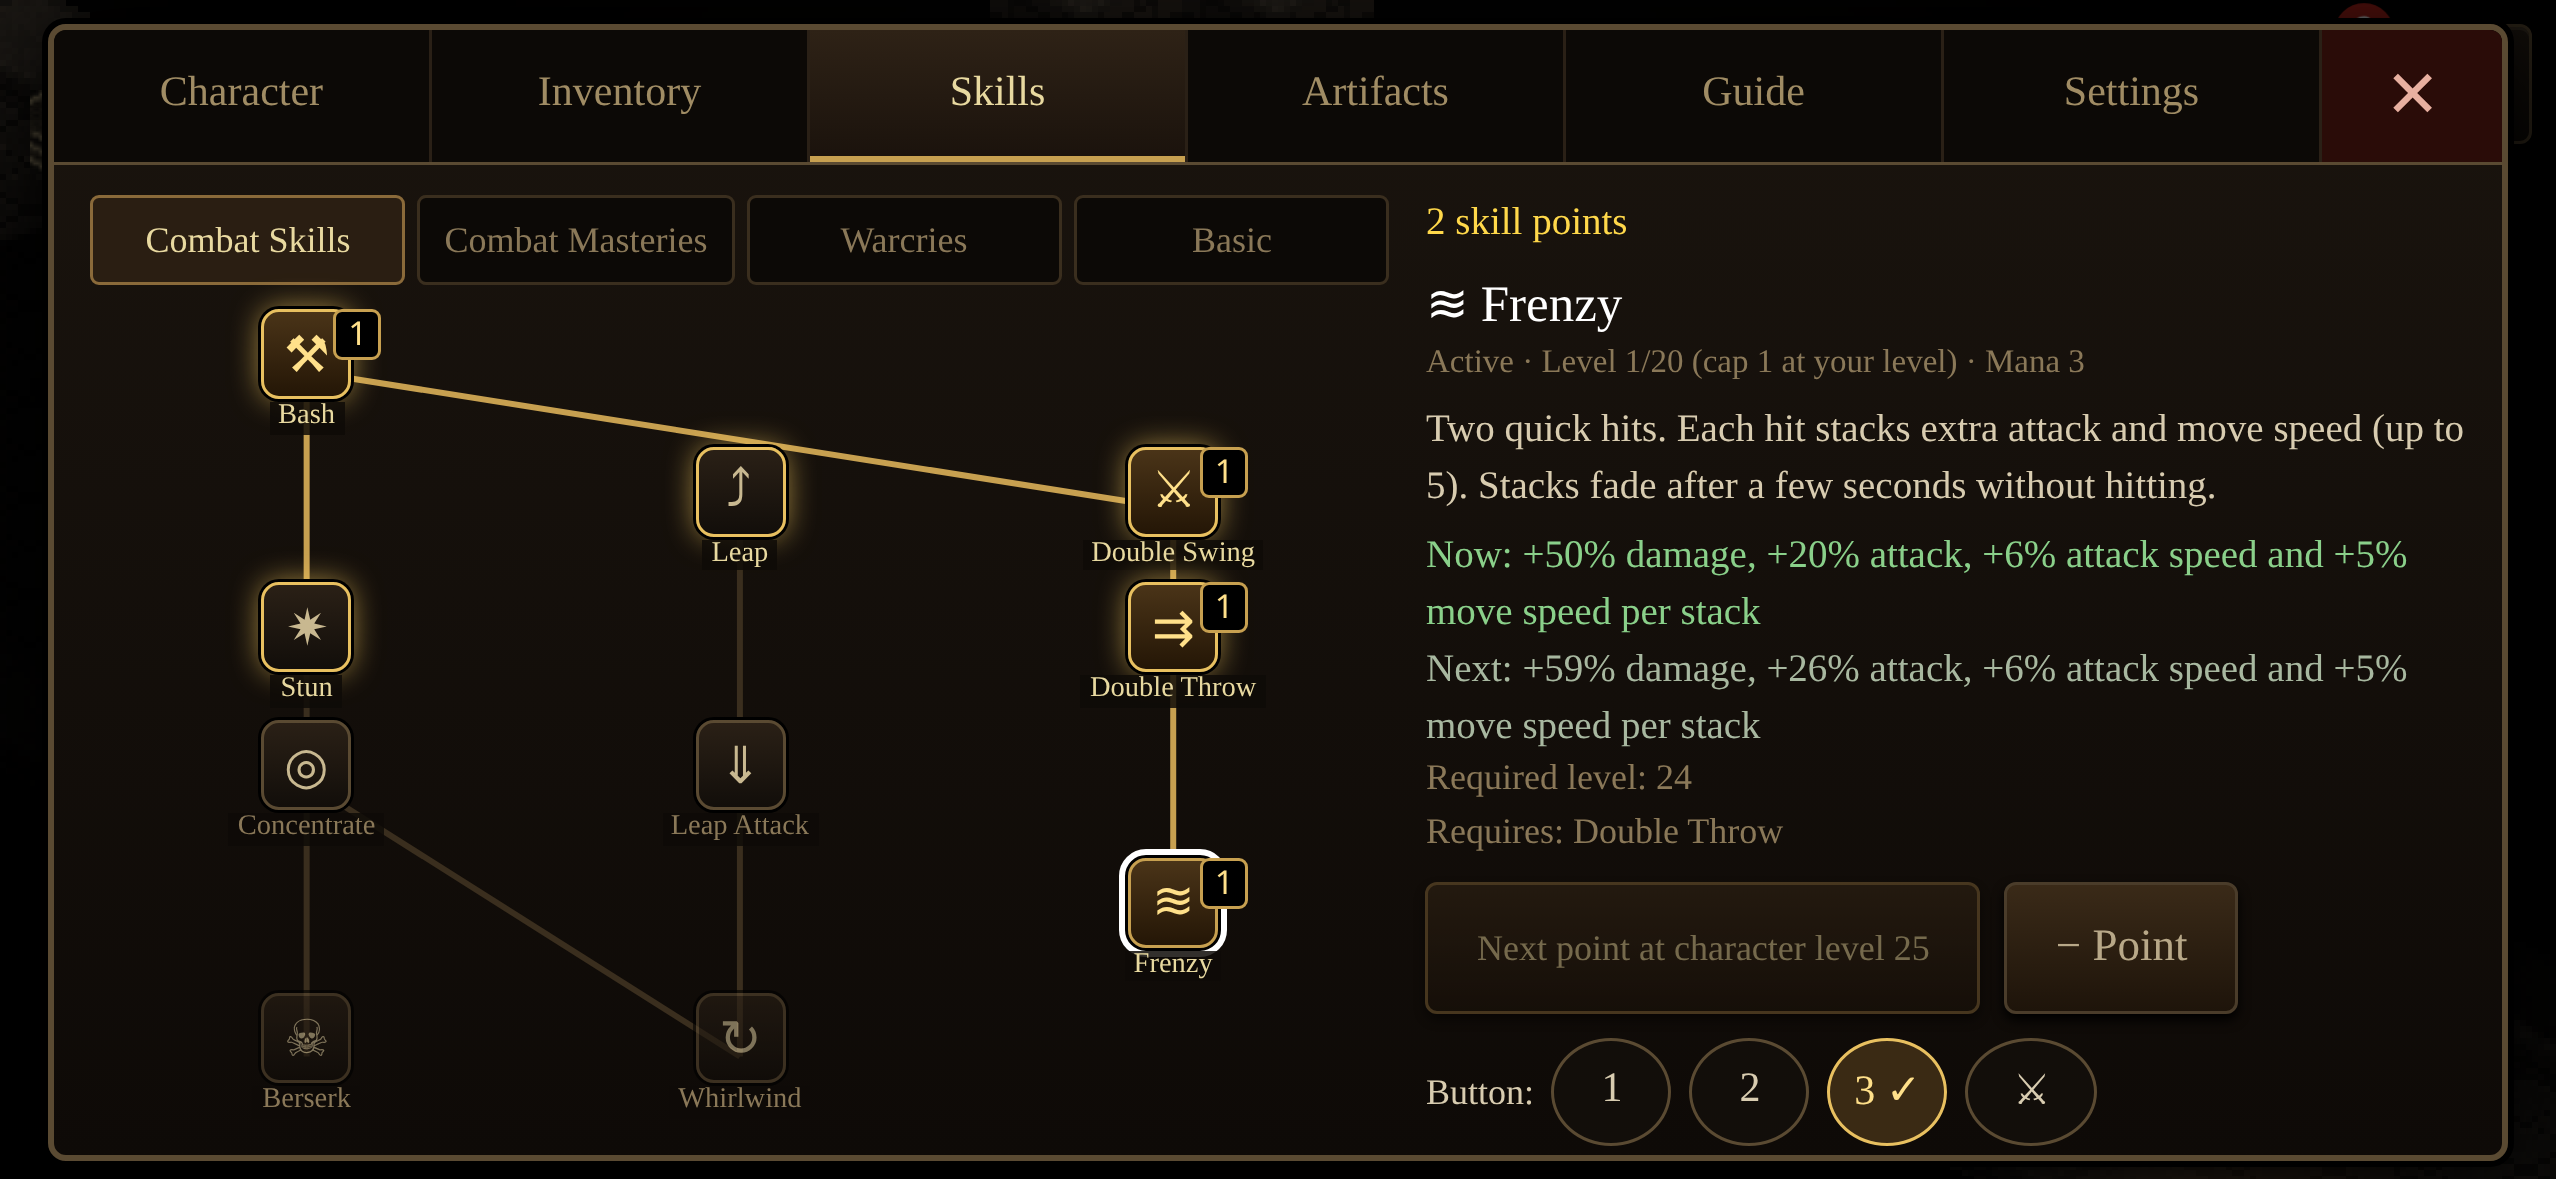 Character
Inventory
Skills
Artifacts
Guide
Settings
✕
Combat Skills
Combat Masteries
Warcries
Basic
1
Bash
Leap
1
Double Swing
Stun
1
Double Throw
Concentrate
Leap Attack
1
Frenzy
Berserk
Whirlwind
2 skill points
≋ Frenzy
Active · Level 1/20 (cap 1 at your level) · Mana 3
Two quick hits. Each hit stacks extra attack and move speed (up to
5). Stacks fade after a few seconds without hitting.
Now: +50% damage, +20% attack, +6% attack speed and +5%
move speed per stack
Next: +59% damage, +26% attack, +6% attack speed and +5%
move speed per stack
Required level: 24
Requires: Double Throw
Next point at character level 25
− Point
Button: 1 2 3 ✓ ⚔